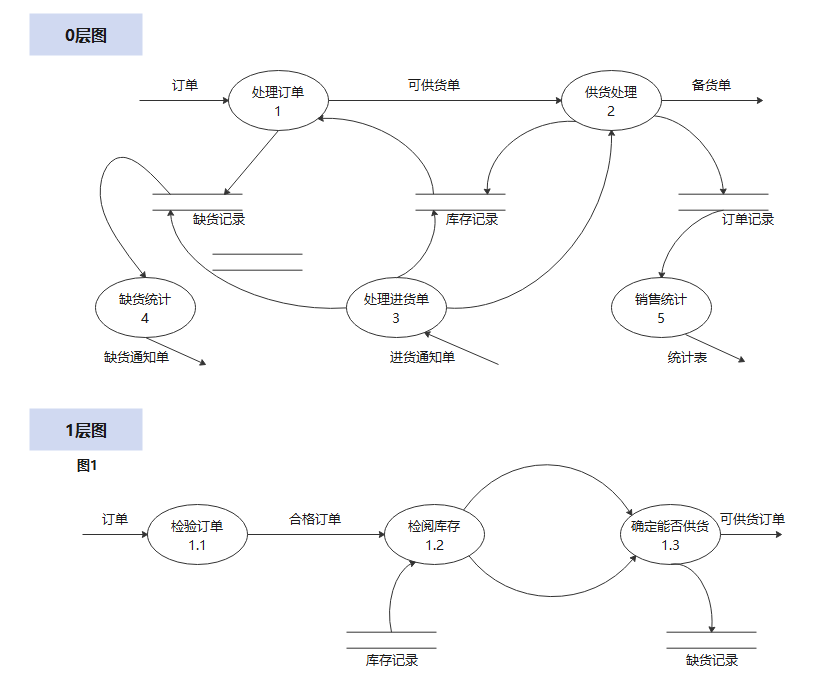 0层图
订单
处理订单
1
可供货单
供货处理
2
备货单
缺货记录
库存记录
订单记录
缺货统计
4
处理进货单
3
销售统计
5
缺货通知单
进货通知单
统计表
1层图
图1
订单
检验订单
1.1
合格订单
检阅库存
1.2
确定能否供货
1.3
可供货订单
库存记录
缺货记录